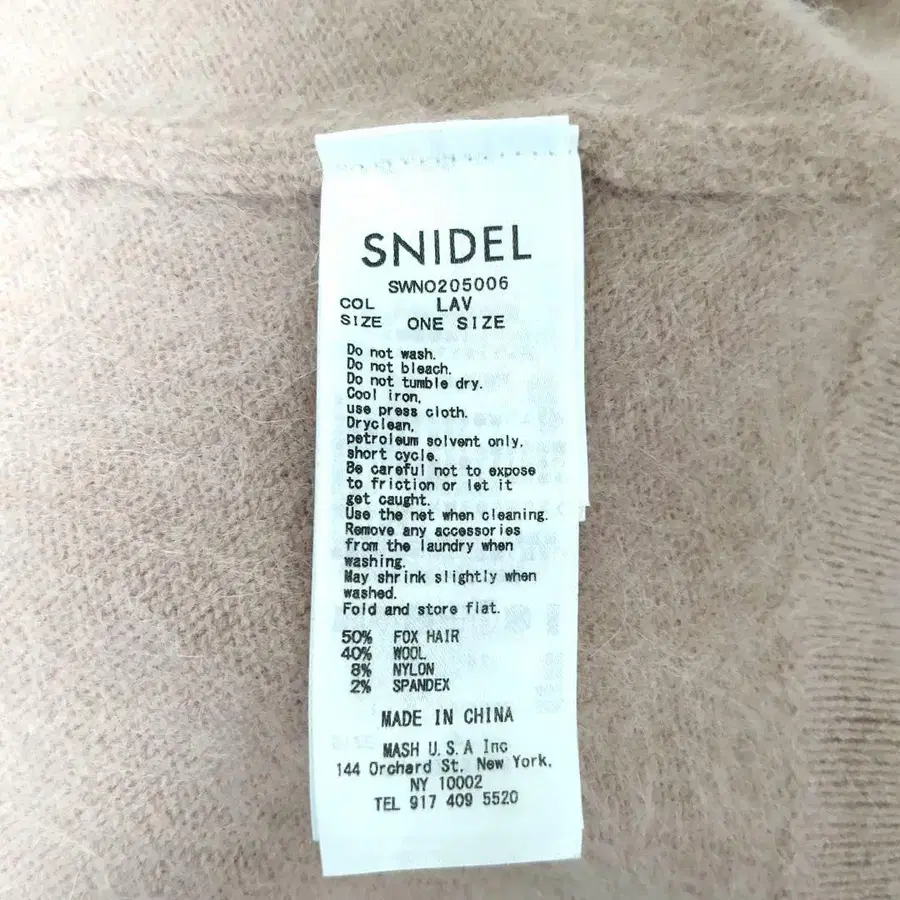 SNIDEL
SWNO205006
COL LAV
SIZE ONE SIZE
Do not wash.
Do not bleach.
Do not tumble dry.
Cool iron,
use press cloth.
Dryclean,
petroleum solvent only,
short cycle.
Be careful not to expose
to friction or let it
get caught.
Use the net when cleaning.
Remove any accessories
from the laundry when
washing.
May shrink slightly when
washed.
Fold and store flat.
50% FOX HAIR
40% WOOL
8% NYLON
2% SPANDEX
MADE IN CHINA
MASH U.S.A Inc
144 Orchard St. New York,
NY 10002
TEL 917 409 5520